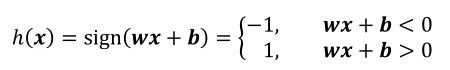 h(x) = sign(wx + b) = { −1, wx + b < 0
1, wx + b > 0